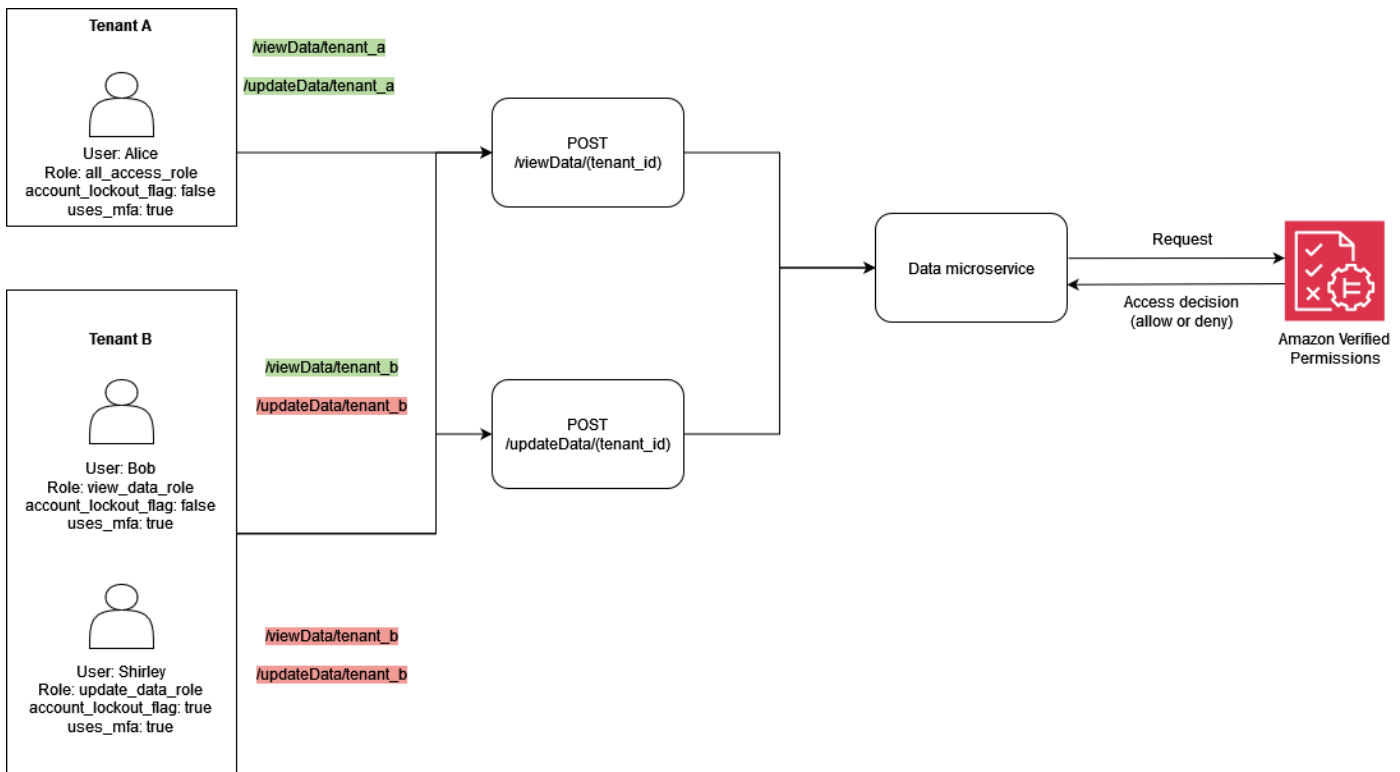 Tenant A
User: Alice
Role: all_access_role
account_lockout_flag: false
uses_mfa: true
/viewData/tenant_a
/updateData/tenant_a
Tenant B
User: Bob
Role: view_data_role
account_lockout_flag: false
uses_mfa: true
/viewData/tenant_b
/updateData/tenant_b
User: Shirley
Role: update_data_role
account_lockout_flag: true
uses_mfa: true
/viewData/tenant_b
/updateData/tenant_b
POST
/viewData/(tenant_id)
POST
/updateData/(tenant_id)
Data microservice
Request
Access decision
(allow or deny)
Amazon Verified
Permissions